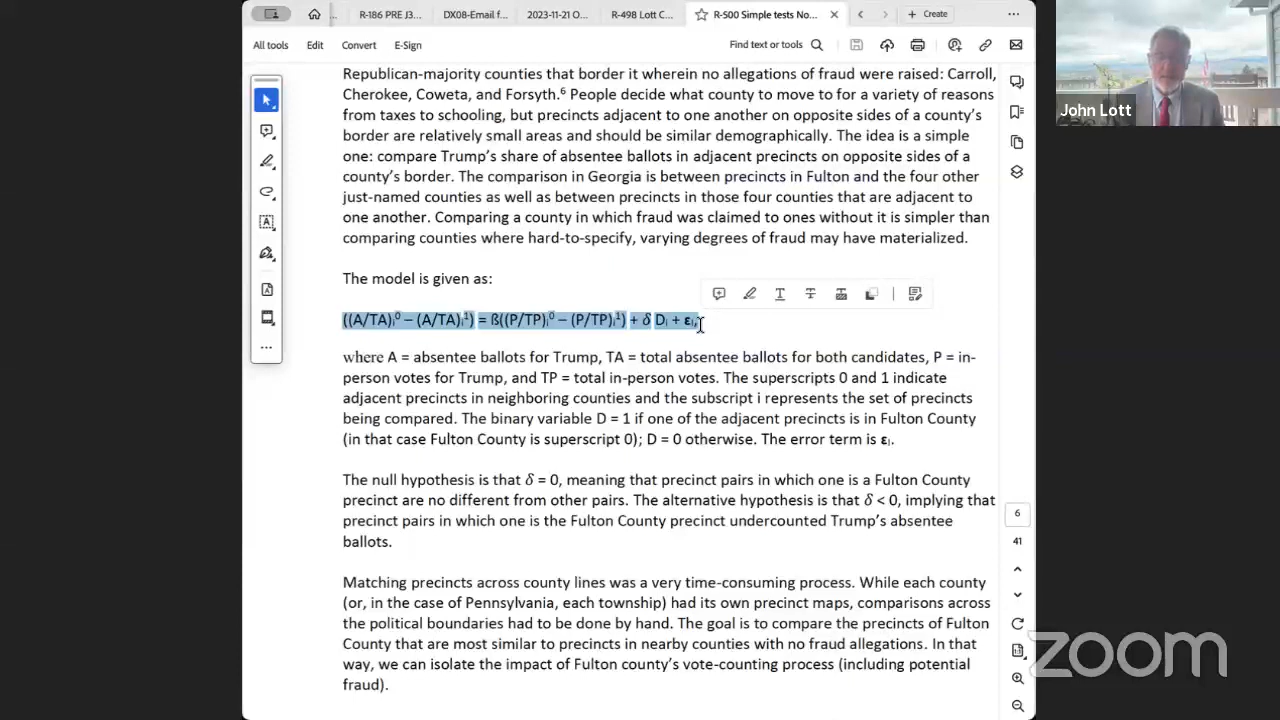 R-186 PRE J3...
DX08-Email f...
2023-11-21 O...
R-498 Lott C...
R-500 Simple tests No...
Create
All tools
Edit
Convert
E-Sign
Find text or tools
Republican-majority counties that border it wherein no allegations of fraud were raised: Carroll,
Cherokee, Coweta, and Forsyth.⁶ People decide what county to move to for a variety of reasons
from taxes to schooling, but precincts adjacent to one another on opposite sides of a county's
border are relatively small areas and should be similar demographically. The idea is a simple
one: compare Trump's share of absentee ballots in adjacent precincts on opposite sides of a
county's border. The comparison in Georgia is between precincts in Fulton and the four other
just-named counties as well as between precincts in those four counties that are adjacent to
one another. Comparing a county in which fraud was claimed to ones without it is simpler than
comparing counties where hard-to-specify, varying degrees of fraud may have materialized.
The model is given as:
((A/TA)ᵢ⁰ – (A/TA)ᵢ¹) = ß((P/TP)ᵢ⁰ – (P/TP)ᵢ¹) + δ Dᵢ + εᵢ,
where A = absentee ballots for Trump, TA = total absentee ballots for both candidates, P = in-
person votes for Trump, and TP = total in-person votes. The superscripts 0 and 1 indicate
adjacent precincts in neighboring counties and the subscript i represents the set of precincts
being compared. The binary variable D = 1 if one of the adjacent precincts is in Fulton County
(in that case Fulton County is superscript 0); D = 0 otherwise. The error term is εᵢ.
The null hypothesis is that δ = 0, meaning that precinct pairs in which one is a Fulton County
precinct are no different from other pairs. The alternative hypothesis is that δ < 0, implying that
precinct pairs in which one is the Fulton County precinct undercounted Trump's absentee
ballots.
Matching precincts across county lines was a very time-consuming process. While each county
(or, in the case of Pennsylvania, each township) had its own precinct maps, comparisons across
the political boundaries had to be done by hand. The goal is to compare the precincts of Fulton
County that are most similar to precincts in nearby counties with no fraud allegations. In that
way, we can isolate the impact of Fulton county's vote-counting process (including potential
fraud).
6
41
John Lott
zoom